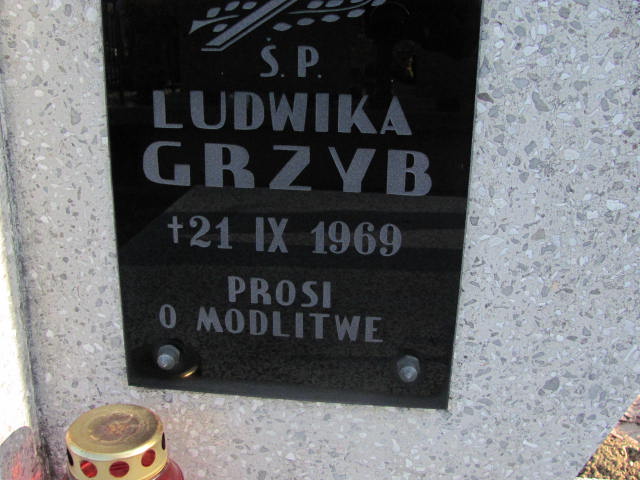 Ś.P.
LUDWIKA
GRZYB
+21 IX 1969
PROSI
O MODLITWE